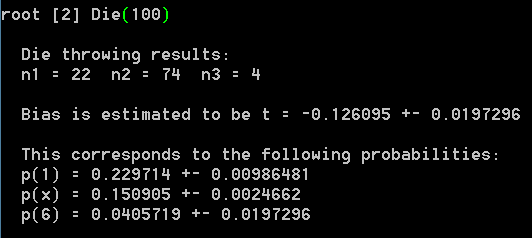 root [2] Die(100)
Die throwing results:
n1 = 22  n2 = 74  n3 = 4
Bias is estimated to be t = -0.126095 +- 0.0197296
This corresponds to the following probabilities:
p(1) = 0.229714 +- 0.00986481
p(x) = 0.150905 +- 0.0024662
p(6) = 0.0405719 +- 0.0197296